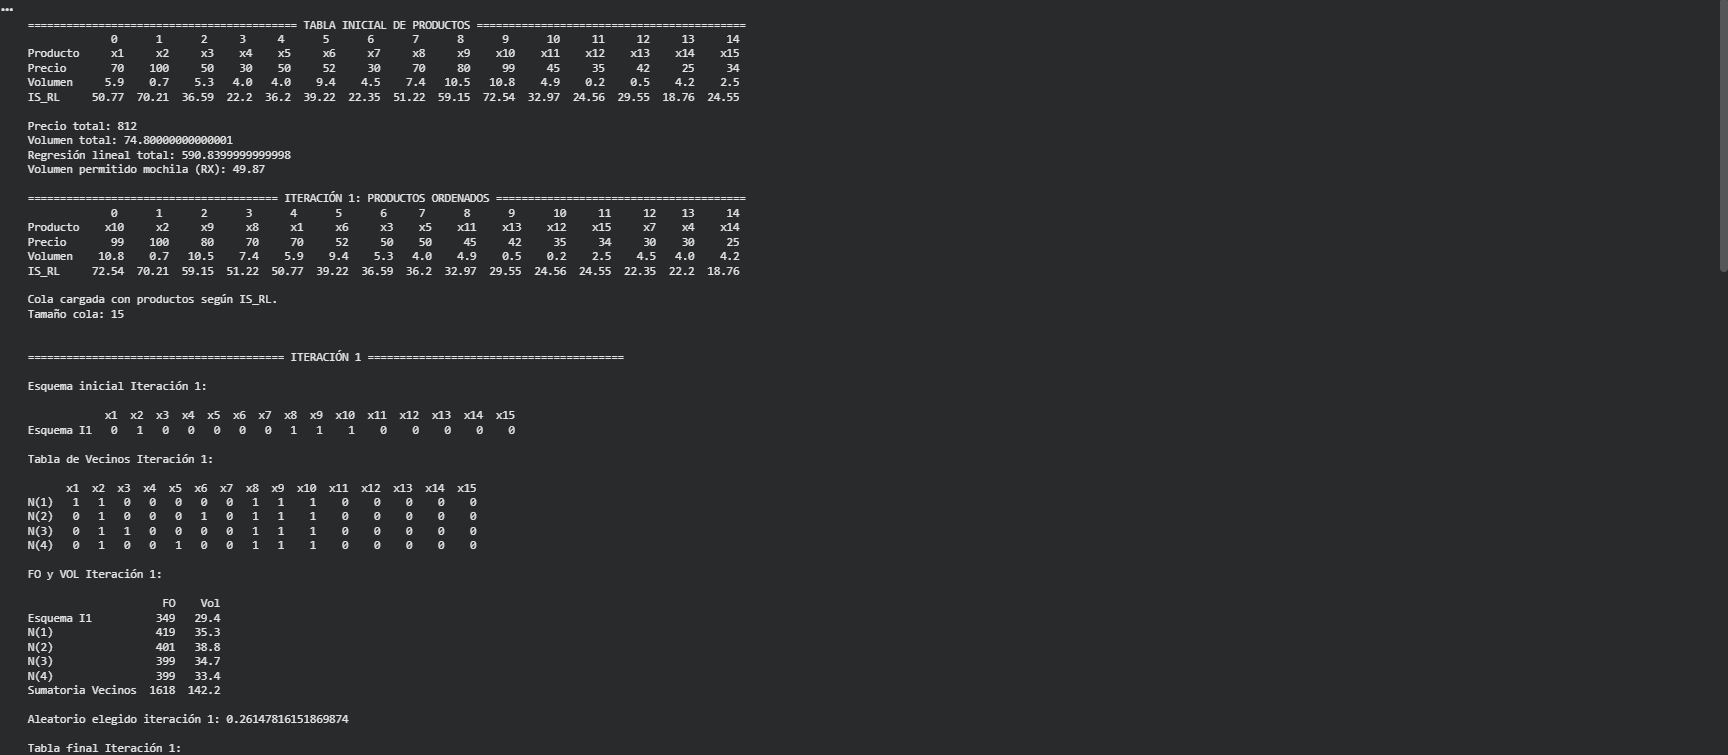 ...
========================================== TABLA INICIAL DE PRODUCTOS ==========================================
0 1 2 3 4 5 6 7 8 9 10 11 12 13 14
Producto x1 x2 x3 x4 x5 x6 x7 x8 x9 x10 x11 x12 x13 x14 x15
Precio 70 100 50 30 50 52 30 70 80 99 45 35 42 25 34
Volumen 5.9 0.7 5.3 4.0 4.0 9.4 4.5 7.4 10.5 10.8 4.9 0.2 0.5 4.2 2.5
IS_RL 50.77 70.21 36.59 22.2 36.2 39.22 22.35 51.22 59.15 72.54 32.97 24.56 29.55 18.76 24.55
Precio total: 812
Volumen total: 74.80000000000001
Regresión lineal total: 590.8399999999998
Volumen permitido mochila (RX): 49.87
======================================= ITERACIÓN 1: PRODUCTOS ORDENADOS =======================================
0 1 2 3 4 5 6 7 8 9 10 11 12 13 14
Producto x10 x2 x9 x8 x1 x6 x3 x5 x11 x13 x12 x15 x7 x4 x14
Precio 99 100 80 70 70 52 50 50 45 42 35 34 30 30 25
Volumen 10.8 0.7 10.5 7.4 5.9 9.4 5.3 4.0 4.9 0.5 0.2 2.5 4.5 4.0 4.2
IS_RL 72.54 70.21 59.15 51.22 50.77 39.22 36.59 36.2 32.97 29.55 24.56 24.55 22.35 22.2 18.76
Cola cargada con productos según IS_RL.
Tamaño cola: 15
======================================== ITERACIÓN 1 ========================================
Esquema inicial Iteración 1:
x1 x2 x3 x4 x5 x6 x7 x8 x9 x10 x11 x12 x13 x14 x15
Esquema I1 0 1 0 0 0 0 0 1 1 1 0 0 0 0 0
Tabla de Vecinos Iteración 1:
x1 x2 x3 x4 x5 x6 x7 x8 x9 x10 x11 x12 x13 x14 x15
N(1) 1 1 0 0 0 0 0 1 1 1 0 0 0 0 0
N(2) 0 1 0 0 0 1 0 1 1 1 0 0 0 0 0
N(3) 0 1 1 0 0 0 0 1 1 1 0 0 0 0 0
N(4) 0 1 0 0 1 0 0 1 1 1 0 0 0 0 0
FO y VOL Iteración 1:
FO Vol
Esquema I1 349 29.4
N(1) 419 35.3
N(2) 401 38.8
N(3) 399 34.7
N(4) 399 33.4
Sumatoria Vecinos 1618 142.2
Aleatorio elegido iteración 1: 0.26147816151869874
Tabla final Iteración 1: